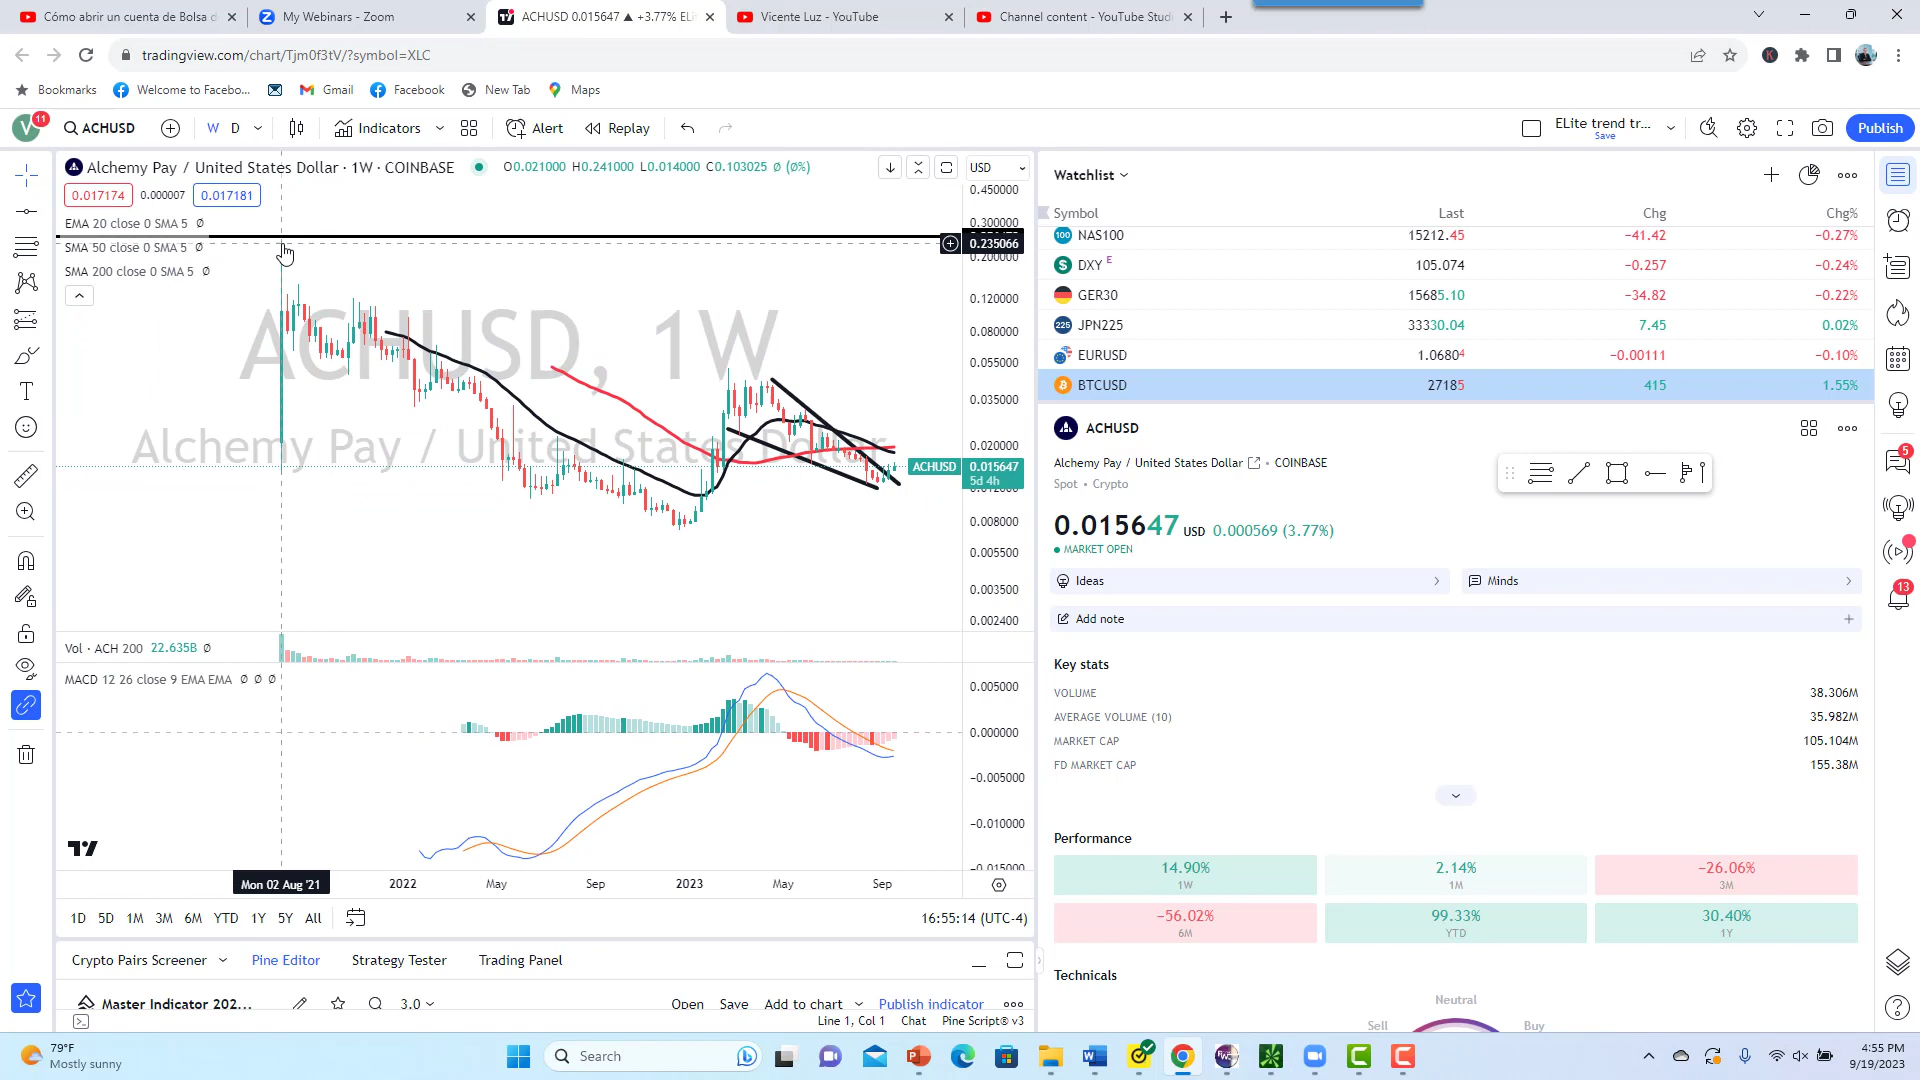 Cómo abrir un cuenta de Bolsa d
My Webinars - Zoom
ACHUSD 0.015647 ▲ +3.77% ELi
Vicente Luz - YouTube
Channel content - YouTube Studi
tradingview.com/chart/Tjm0f3tV/?symbol=XLC
Bookmarks
Welcome to Facebo...
Gmail
Facebook
New Tab
Maps
V
11
ACHUSD
W
D
Indicators
Alert
Replay
ELite trend tr...
Save
Publish
Alchemy Pay / United States Dollar · 1W · COINBASE
O0.021000 H0.241000 L0.014000 C0.103025 Ø (Ø%)
USD
0.017174
0.000007
0.017181
EMA 20 close 0 SMA 5 Ø
SMA 50 close 0 SMA 5 Ø
SMA 200 close 0 SMA 5 Ø
ACHUSD, 1W
Alchemy Pay / United States Dollar
0.450000
0.300000
0.235066
0.200000
0.120000
0.080000
0.055000
0.035000
0.020000
ACHUSD
0.015647
5d 4h
0.008000
0.005500
0.003500
0.002400
Vol · ACH 200 22.635B Ø
MACD 12 26 close 9 EMA EMA Ø Ø Ø
0.005000
0.000000
−0.005000
−0.010000
−0.015000
Mon 02 Aug '21
2022
May
Sep
2023
May
Sep
1D
5D
1M
3M
6M
YTD
1Y
5Y
All
16:55:14 (UTC-4)
Crypto Pairs Screener
Pine Editor
Strategy Tester
Trading Panel
Master Indicator 202...
3.0
Open
Save
Add to chart
Publish indicator
Line 1, Col 1
Chat
Pine Script® v3
Watchlist
Symbol
Last
Chg
Chg%
100
NAS100
15212.45
−41.42
−0.27%
DXY E
105.074
−0.257
−0.24%
GER30
15685.10
−34.82
−0.22%
225
JPN225
33330.04
7.45
0.02%
EURUSD
1.06804
−0.00111
−0.10%
BTCUSD
27185
415
1.55%
ACHUSD
Alchemy Pay / United States Dollar
• COINBASE
Spot • Crypto
0.015647 USD 0.000569 (3.77%)
MARKET OPEN
Ideas
Minds
Add note
Key stats
VOLUME
38.306M
AVERAGE VOLUME (10)
35.982M
MARKET CAP
105.104M
FD MARKET CAP
155.38M
Performance
14.90%
1W
2.14%
1M
−26.06%
3M
−56.02%
6M
99.33%
YTD
30.40%
1Y
Technicals
Neutral
Sell
Buy
5
13
79°F
Mostly sunny
Search
4:55 PM
9/19/2023